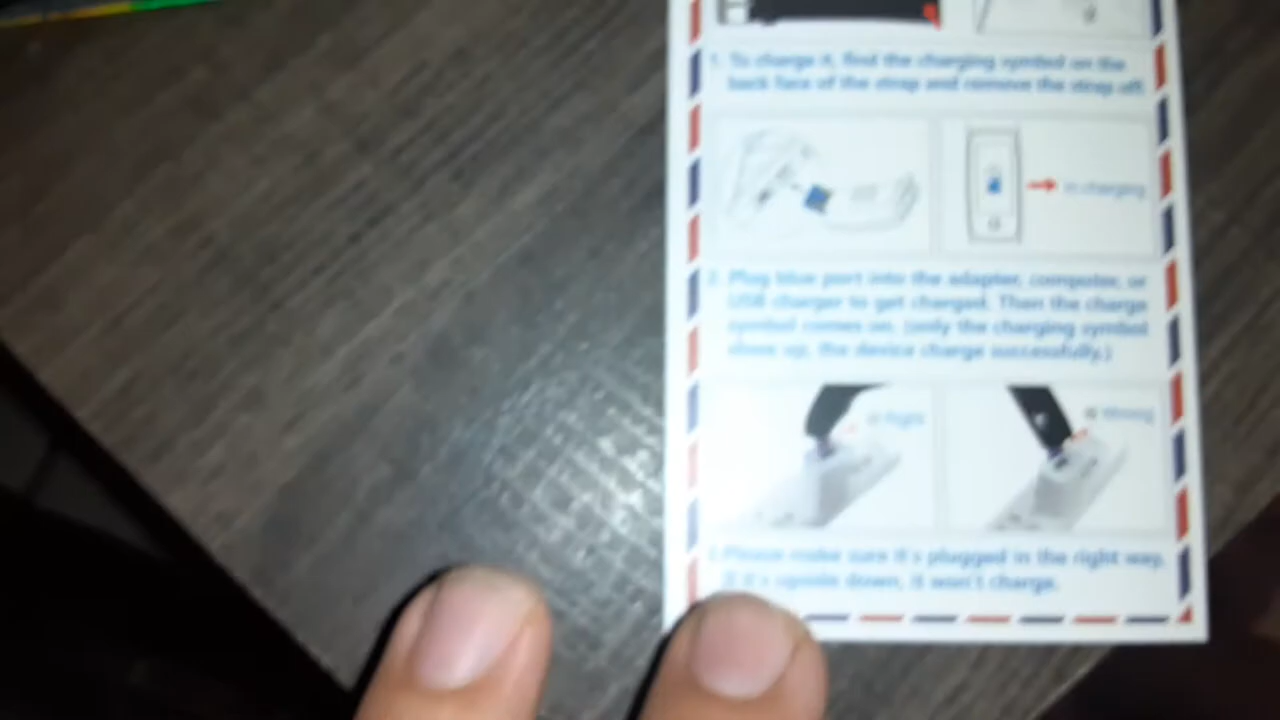 1. To charge it, find the charging symbol on the
back face of the strap and remove the strap off.
in charging
2. Plug blue port into the adapter, computer, or
USB charger to get charged. Then the charge
symbol comes on. (only the charging symbol
show up, the device charge successfully.)
Right
Wrong
Please make sure it's plugged in the right way.
If it's upside down, it won't charge.